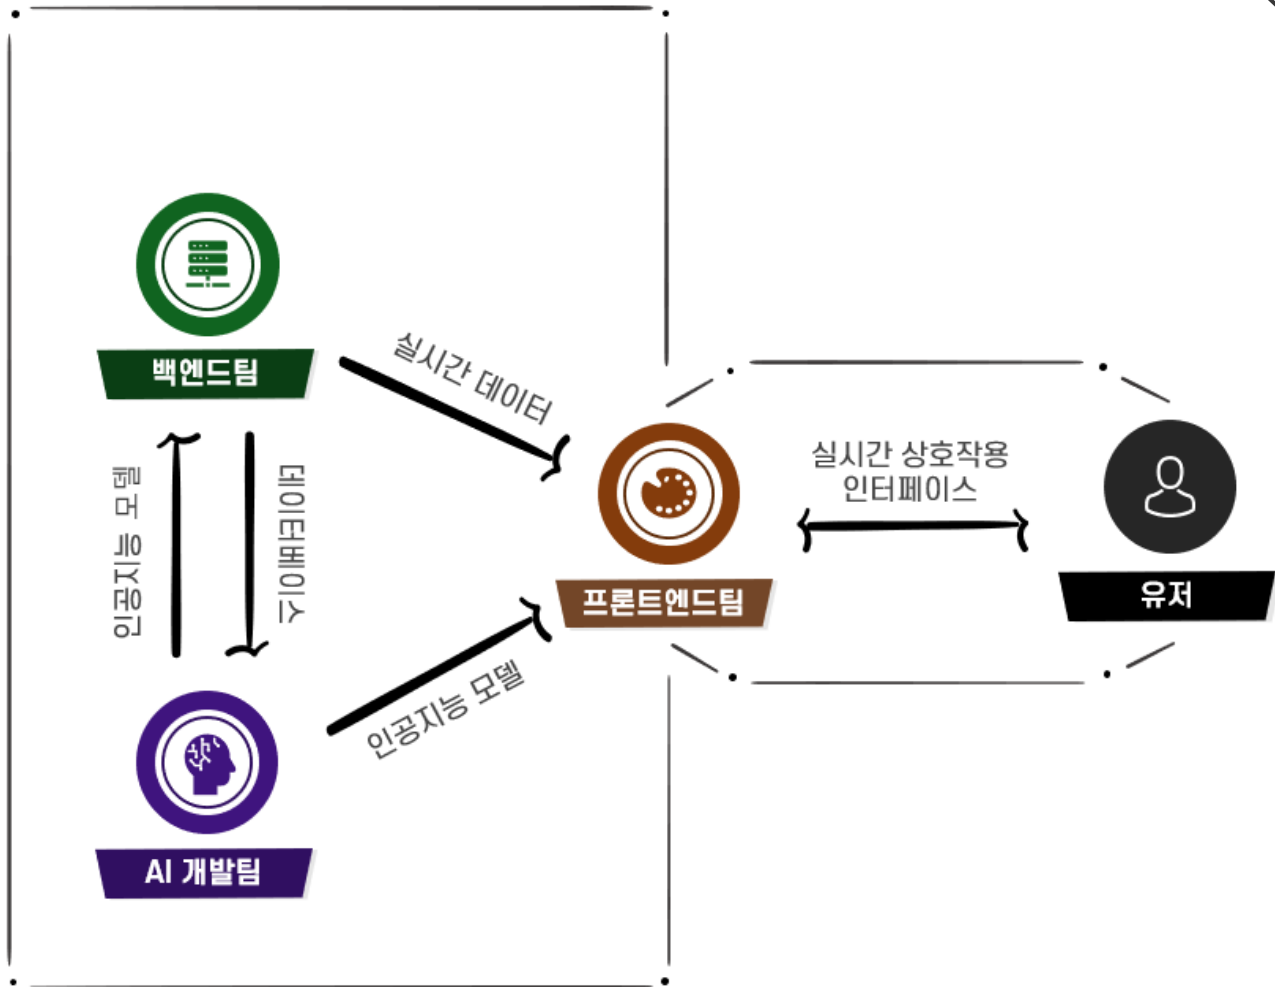 백엔드팀
실시간 데이터
인공지능 모델
데이터베이스
실시간 상호작용
인터페이스
프론트엔드팀
유저
인공지능 모델
AI 개발팀